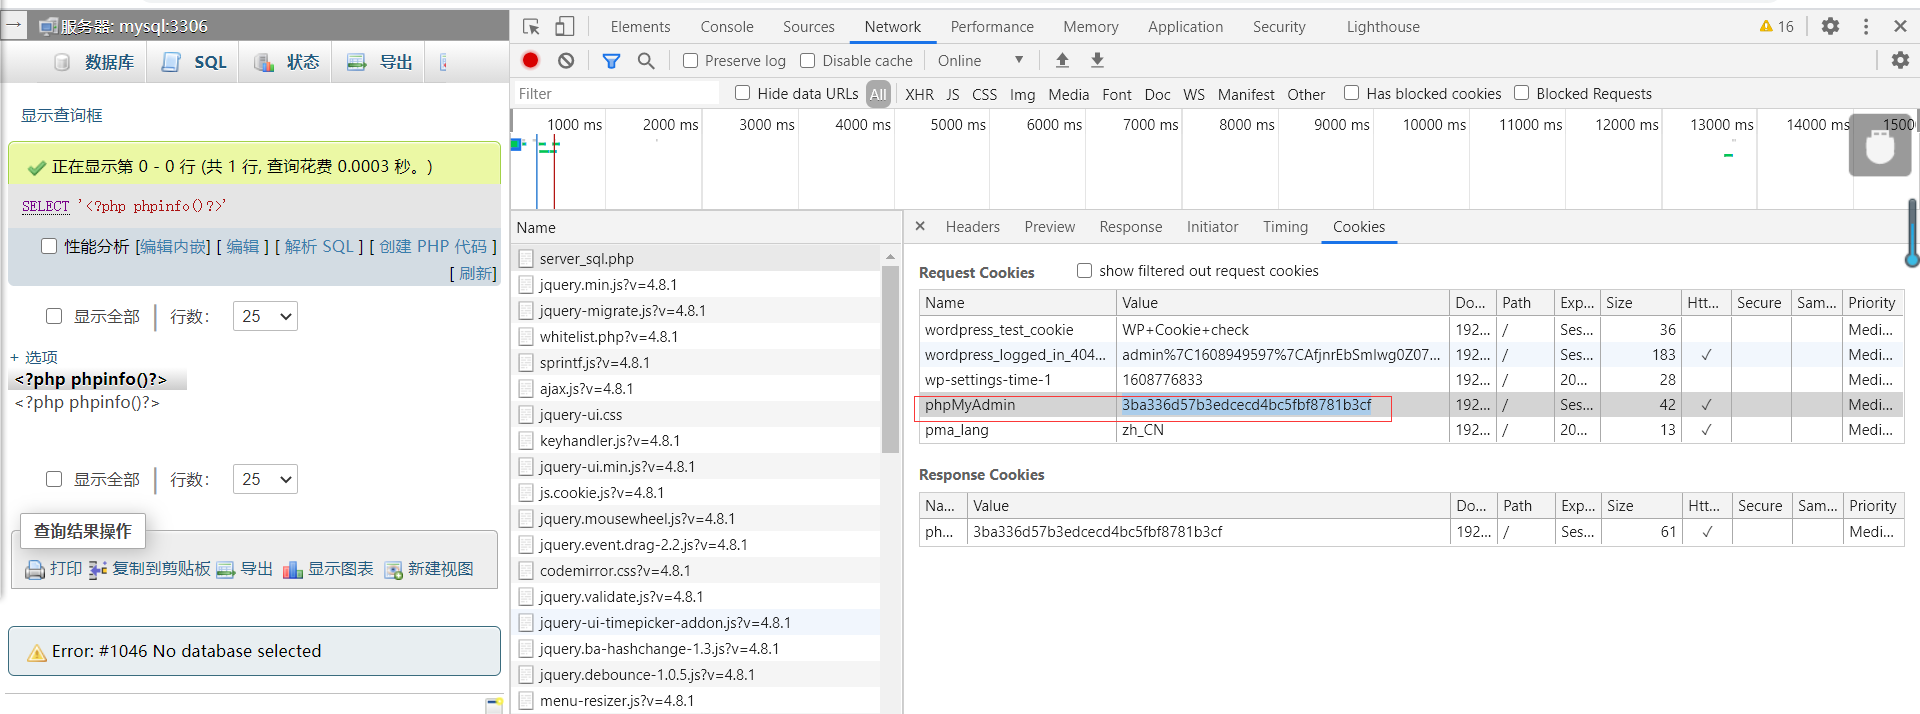 服务器: mysql:3306
数据库 SQL 状态 导出
显示查询框
正在显示第 0 - 0 行 (共 1 行, 查询花费 0.0003 秒。)
SELECT '<?php phpinfo()?>'
性能分析 [编辑内嵌] [ 编辑 ] [ 解析 SQL ] [ 创建 PHP 代码 ]
[ 刷新]
显示全部 行数: 25
+ 选项
<?php phpinfo()?>
<?php phpinfo()?>
显示全部 行数: 25
查询结果操作
打印 复制到剪贴板 导出 显示图表 新建视图
Error: #1046 No database selected
Elements Console Sources Network Performance Memory Application Security Lighthouse 16
Preserve log Disable cache Online
Filter Hide data URLs All XHR JS CSS Img Media Font Doc WS Manifest Other Has blocked cookies Blocked Requests
1000 ms 2000 ms 3000 ms 4000 ms 5000 ms 6000 ms 7000 ms 8000 ms 9000 ms 10000 ms 11000 ms 12000 ms 13000 ms 14000 ms 1500
Name
server_sql.php
jquery.min.js?v=4.8.1
jquery-migrate.js?v=4.8.1
whitelist.php?v=4.8.1
sprintf.js?v=4.8.1
ajax.js?v=4.8.1
jquery-ui.css
keyhandler.js?v=4.8.1
jquery-ui.min.js?v=4.8.1
js.cookie.js?v=4.8.1
jquery.mousewheel.js?v=4.8.1
jquery.event.drag-2.2.js?v=4.8.1
codemirror.css?v=4.8.1
jquery.validate.js?v=4.8.1
jquery-ui-timepicker-addon.js?v=4.8.1
jquery.ba-hashchange-1.3.js?v=4.8.1
jquery.debounce-1.0.5.js?v=4.8.1
menu-resizer.js?v=4.8.1
Headers Preview Response Initiator Timing Cookies
Request Cookies show filtered out request cookies
Name Value Do... Path Exp... Size Htt... Secure Sam... Priority
wordpress_test_cookie WP+Cookie+check 192... / Ses... 36 Medi...
wordpress_logged_in_404... admin%7C1608949597%7CAfjnrEbSmlwg0Z07... 192... / Ses... 183 ✓ Medi...
wp-settings-time-1 1608776833 192... / 20... 28 Medi...
phpMyAdmin 3ba336d57b3edcecd4bc5fbf8781b3cf 192... / Ses... 42 ✓ Medi...
pma_lang zh_CN 192... / 20... 13 ✓ Medi...
Response Cookies
Na... Value Do... Path Exp... Size Htt... Secure Sam... Priority
ph... 3ba336d57b3edcecd4bc5fbf8781b3cf 192... / Ses... 61 ✓ Medi...